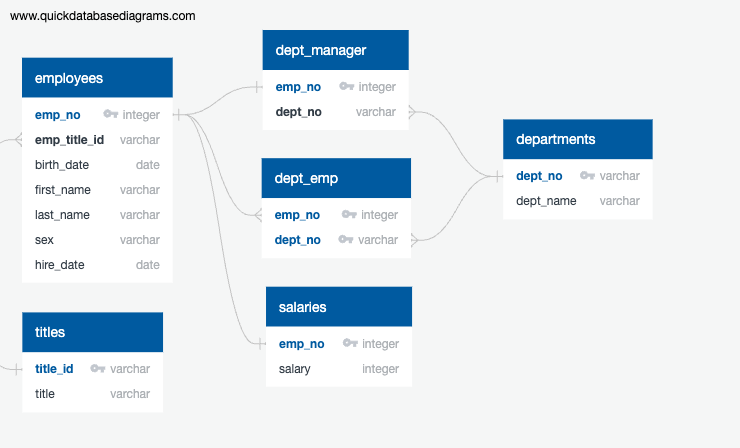 www.quickdatabasediagrams.com
employees
emp_no integer
emp_title_id varchar
birth_date date
first_name varchar
last_name varchar
sex varchar
hire_date date
titles
title_id varchar
title varchar
dept_manager
emp_no integer
dept_no varchar
dept_emp
emp_no integer
dept_no varchar
salaries
emp_no integer
salary integer
departments
dept_no varchar
dept_name varchar